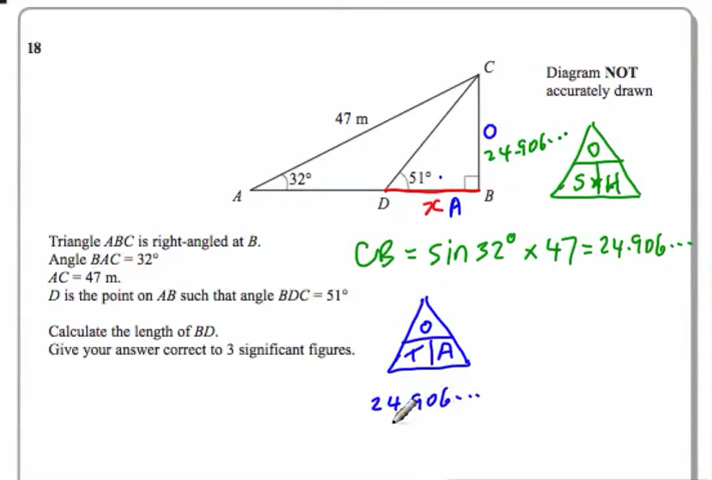 18
C
Diagram NOT
accurately drawn
47 m
O
24.906...
O
S H
32°
51°
A
D
B
x A
Triangle ABC is right-angled at B.
Angle BAC = 32°
AC = 47 m.
D is the point on AB such that angle BDC = 51°
CB = sin 32° × 47 = 24.906...
Calculate the length of BD.
Give your answer correct to 3 significant figures.
O
T A
24.906...